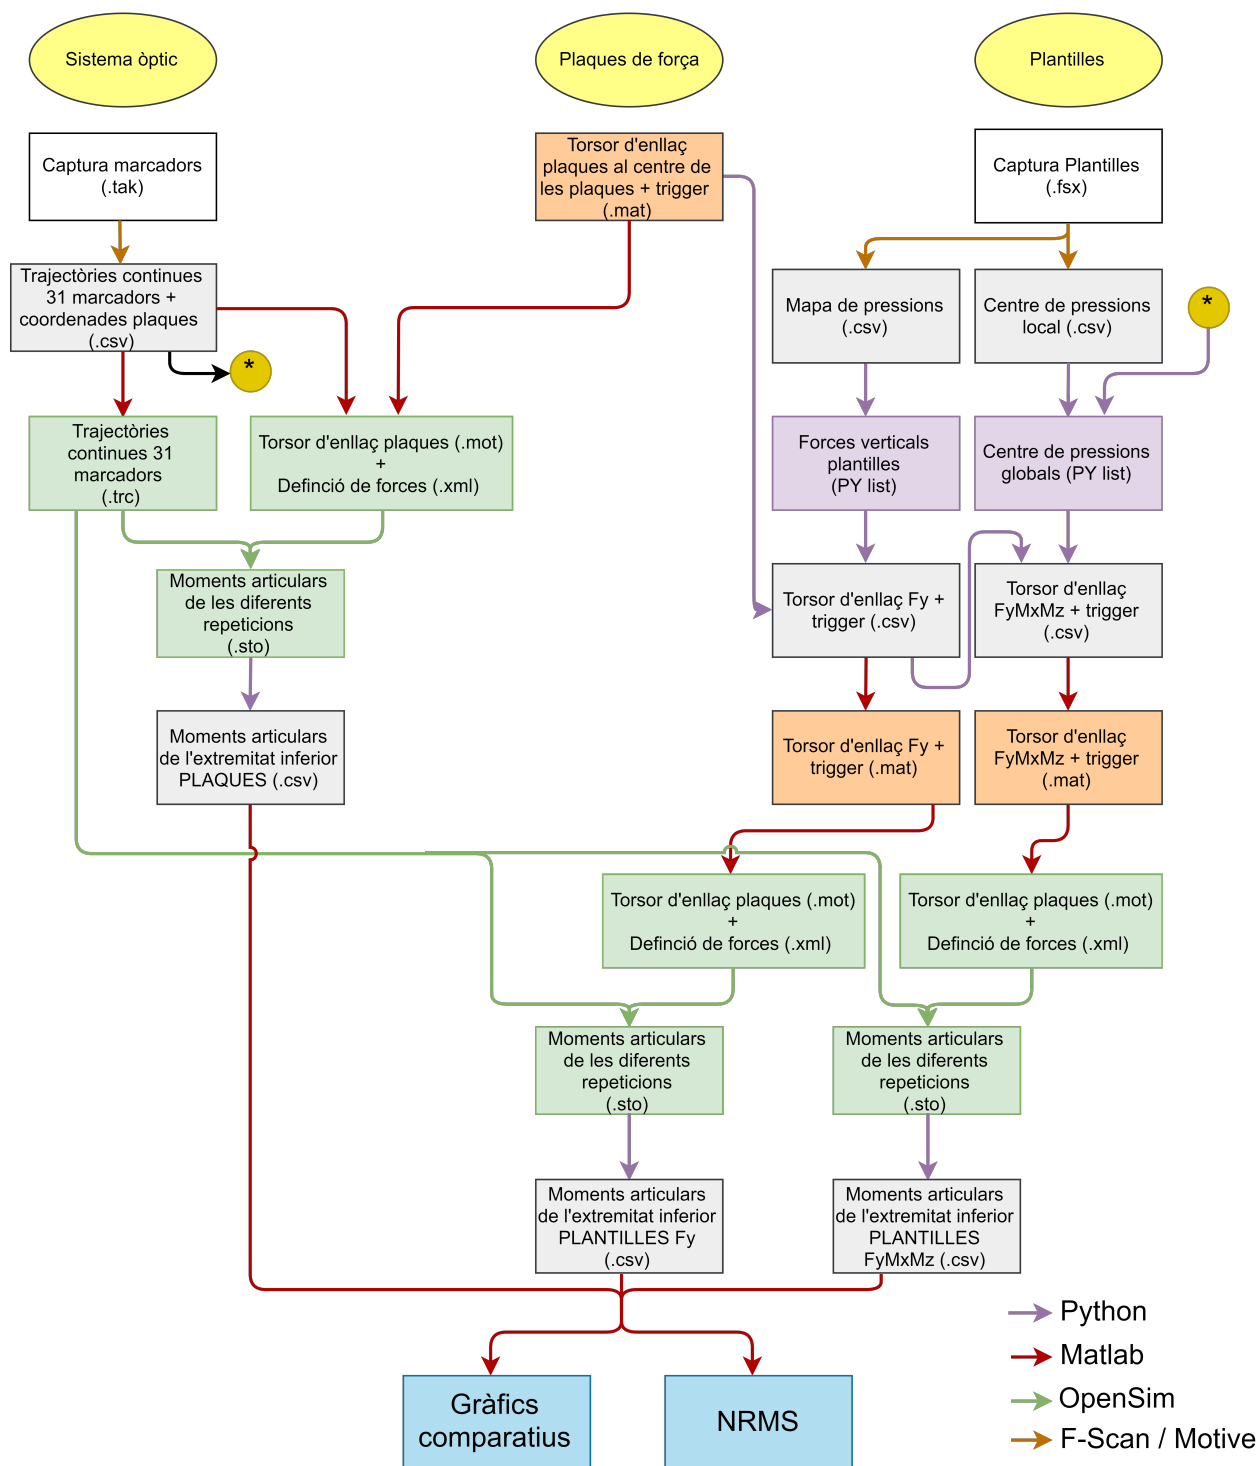 Sistema òptic
Plaques de força
Plantilles
Captura marcadors
(.tak)
Torsor d'enllaç
plaques al centre de
les plaques + trigger
(.mat)
Captura Plantilles
(.fsx)
Trajectòries continues
31 marcadors +
coordenades plaques
(.csv)
*
Mapa de pressions
(.csv)
Centre de pressions
local (.csv)
*
Trajectòries
continues 31
marcadors
(.trc)
Torsor d'enllaç plaques (.mot)
+
Definció de forces (.xml)
Forces verticals
plantilles
(PY list)
Centre de pressions
globals (PY list)
Moments articulars
de les diferents
repeticions
(.sto)
Torsor d'enllaç Fy +
trigger (.csv)
Torsor d'enllaç
FyMxMz + trigger
(.csv)
Moments articulars
de l'extremitat inferior
PLAQUES (.csv)
Torsor d'enllaç Fy +
trigger (.mat)
Torsor d'enllaç
FyMxMz + trigger
(.mat)
Torsor d'enllaç plaques (.mot)
+
Definció de forces (.xml)
Torsor d'enllaç plaques (.mot)
+
Definció de forces (.xml)
Moments articulars
de les diferents
repeticions
(.sto)
Moments articulars
de les diferents
repeticions
(.sto)
Moments articulars
de l'extremitat inferior
PLANTILLES Fy
(.csv)
Moments articulars
de l'extremitat inferior
PLANTILLES
FyMxMz (.csv)
Gràfics
comparatius
NRMS
Python
Matlab
OpenSim
F-Scan / Motive